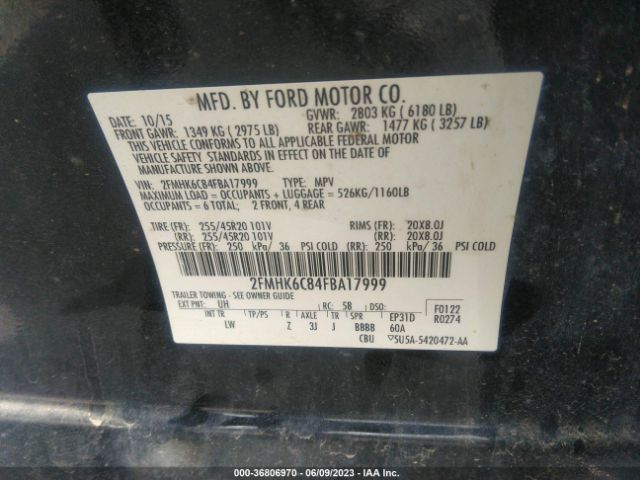 MFD. BY FORD MOTOR CO.
DATE: 10/15 GVWR: 2803 KG ( 6180 LB)
FRONT GAWR: 1349 KG ( 2975 LB) REAR GAWR: 1477 KG ( 3257 LB)
THIS VEHICLE CONFORMS TO ALL APPLICABLE FEDERAL MOTOR
VEHICLE SAFETY STANDARDS IN EFFECT ON THE DATE OF
MANUFACTURE SHOWN ABOVE.
VIN: 2FMHK6C84FBA17999 TYPE: MPV
MAXIMUM LOAD = OCCUPANTS + LUGGAGE = 526KG/1160LB
OCCUPANTS = 6 TOTAL; 2 FRONT, 4 REAR
TIRE (FR): 255/45R20 101V RIMS (FR): 20X8.0J
(RR): 255/45R20 101V (RR): 20X8.0J
PRESSURE (FR): 250 kPa/ 36 PSI COLD (RR): 250 kPa/ 36 PSI COLD
2FMHK6C84FBA17999
TRAILER TOWING - SEE OWNER GUIDE
EXT PNT: UH RC: 58 DSO: F0122
INT TR TP/PS R AXLE TR SPR EP31D R0274
LW Z 3J J BBBB 60A
CBU ▽5U5A-5420472-AA
000-36806970 - 06/09/2023 - IAA Inc.